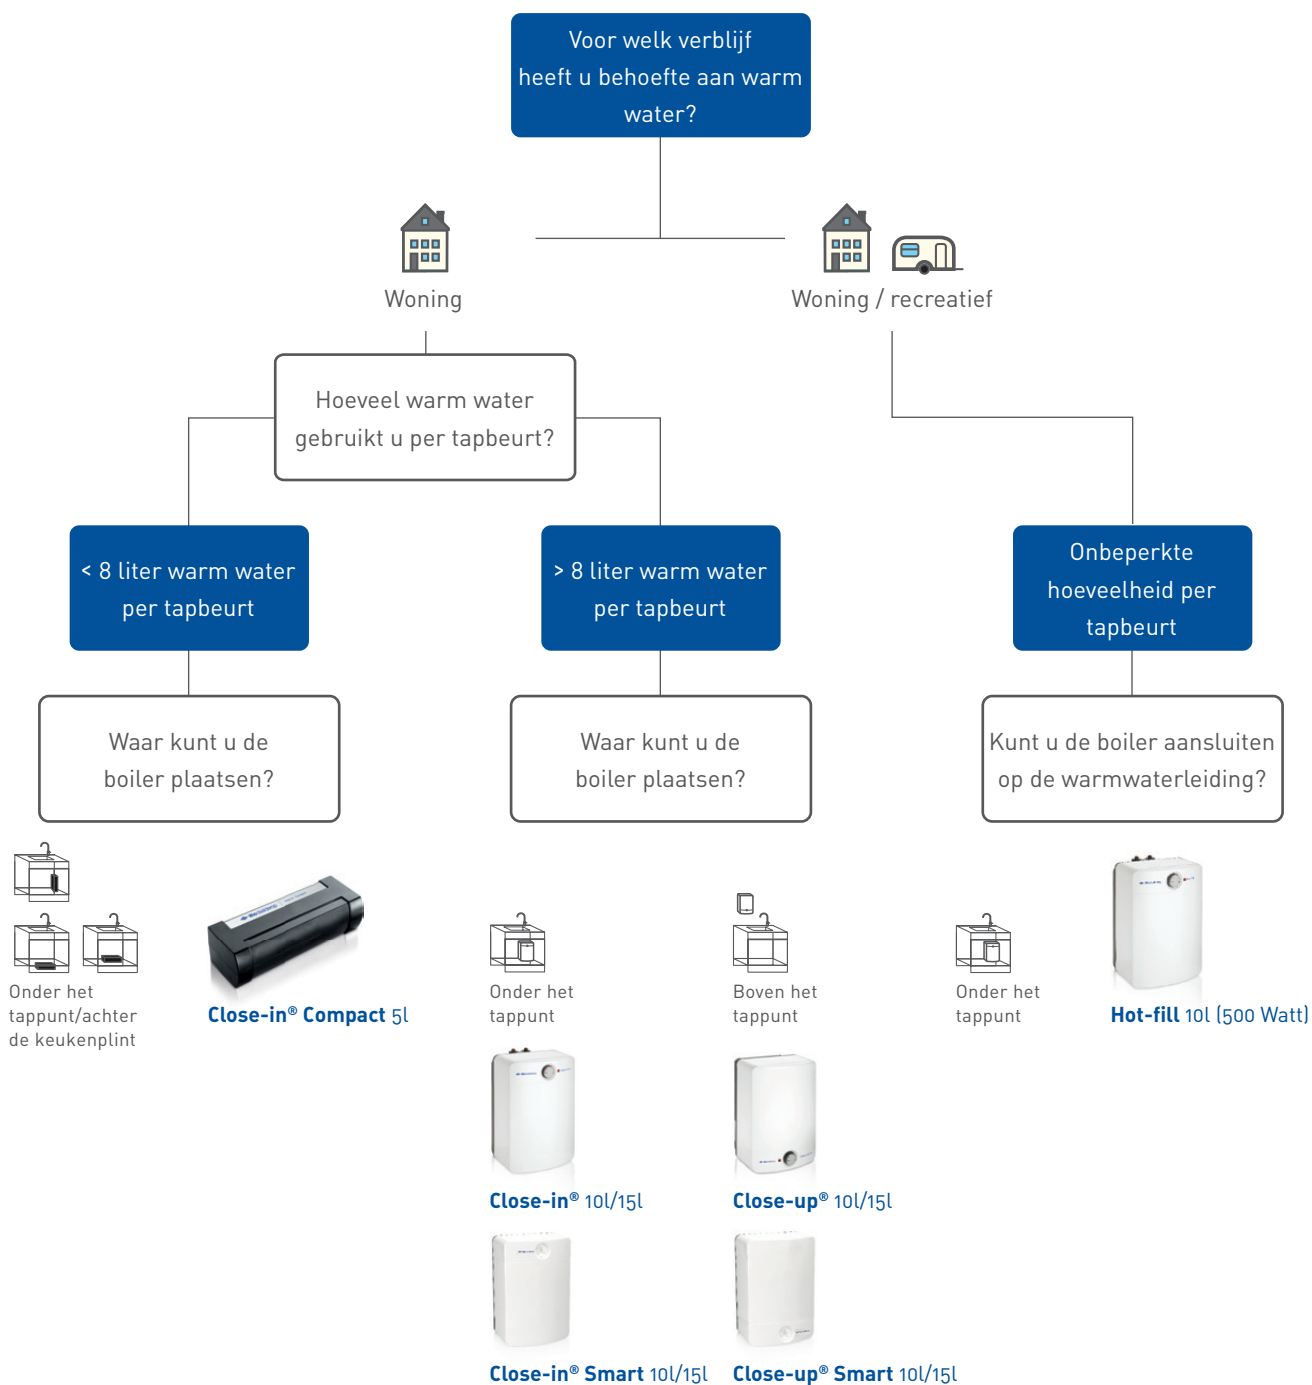 Voor welk verblijf
heeft u behoefte aan warm
water?
Woning
Woning / recreatief
Hoeveel warm water
gebruikt u per tapbeurt?
< 8 liter warm water
per tapbeurt
> 8 liter warm water
per tapbeurt
Onbeperkte
hoeveelheid per
tapbeurt
Waar kunt u de
boiler plaatsen?
Waar kunt u de
boiler plaatsen?
Kunt u de boiler aansluiten
op de warmwaterleiding?
Onder het
tappunt/achter
de keukenplint
Close-in® Compact 5l
Onder het
tappunt
Boven het
tappunt
Onder het
tappunt
Hot-fill 10l (500 Watt)
Close-in® 10l/15l
Close-up® 10l/15l
Close-in® Smart 10l/15l
Close-up® Smart 10l/15l